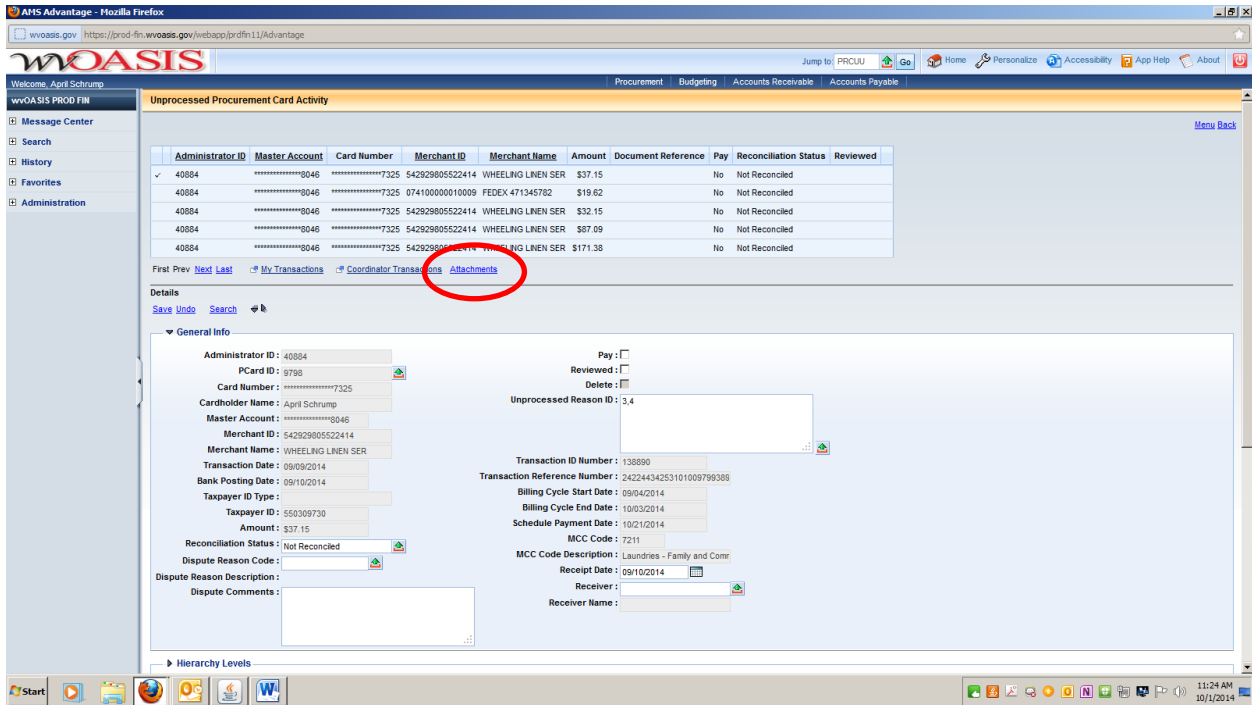 AMS Advantage - Mozilla Firefox
wvoasis.gov https://prod-fin.wvoasis.gov/webapp/prdfin11/Advantage
wvOASIS
Jump to: PRCUU Go Home Personalize Accessibility App Help About
Welcome, April Schrump Procurement Budgeting Accounts Receivable Accounts Payable
wvOASIS PROD FIN
Message Center
Search
History
Favorites
Administration
Unprocessed Procurement Card Activity
Menu Back
Administrator ID Master Account Card Number Merchant ID Merchant Name Amount Document Reference Pay Reconciliation Status Reviewed
40884 ***************8046 ****************7325 542929805522414 WHEELING LINEN SER $37.15 No Not Reconciled
40884 ***************8046 ****************7325 074100000010009 FEDEX 471345782 $19.62 No Not Reconciled
40884 ***************8046 ****************7325 542929805522414 WHEELING LINEN SER $32.15 No Not Reconciled
40884 ***************8046 ****************7325 542929805522414 WHEELING LINEN SER $87.09 No Not Reconciled
40884 ***************8046 ****************7325 542929805522414 WHEELING LINEN SER $171.38 No Not Reconciled
First Prev Next Last My Transactions Coordinator Transactions Attachments
Details
Save Undo Search
General Info
Administrator ID : 40884
PCard ID : 9798
Card Number : ****************7325
Cardholder Name : April Schrump
Master Account : ***************8046
Merchant ID : 542929805522414
Merchant Name : WHEELING LINEN SER
Transaction Date : 09/09/2014
Bank Posting Date : 09/10/2014
Taxpayer ID Type :
Taxpayer ID : 550309730
Amount : $37.15
Reconciliation Status : Not Reconciled
Dispute Reason Code :
Dispute Reason Description :
Dispute Comments :
Pay :
Reviewed :
Delete :
Unprocessed Reason ID : 3,4
Transaction ID Number : 138890
Transaction Reference Number : 24224434253101009799389
Billing Cycle Start Date : 09/04/2014
Billing Cycle End Date : 10/03/2014
Schedule Payment Date : 10/21/2014
MCC Code : 7211
MCC Code Description : Laundries - Family and Comr
Receipt Date : 09/10/2014
Receiver :
Receiver Name :
Hierarchy Levels
Start
11:24 AM
10/1/2014